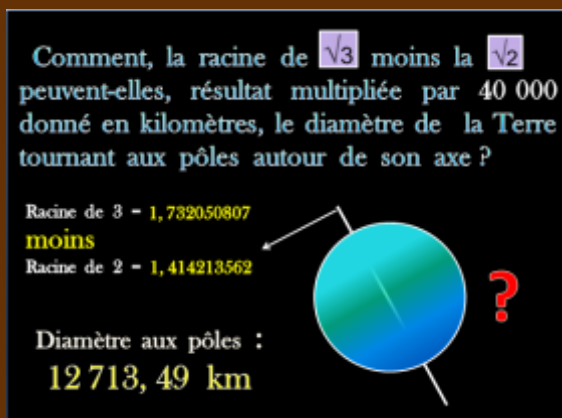 Comment, la racine de √3 moins la √2
peuvent-elles, résultat multipliée par 40 000
donné en kilomètres, le diamètre de la Terre
tournant aux pôles autour de son axe ?
Racine de 3 = 1,732050807
moins
Racine de 2 = 1,414213562
?
Diamètre aux pôles :
12 713, 49 km